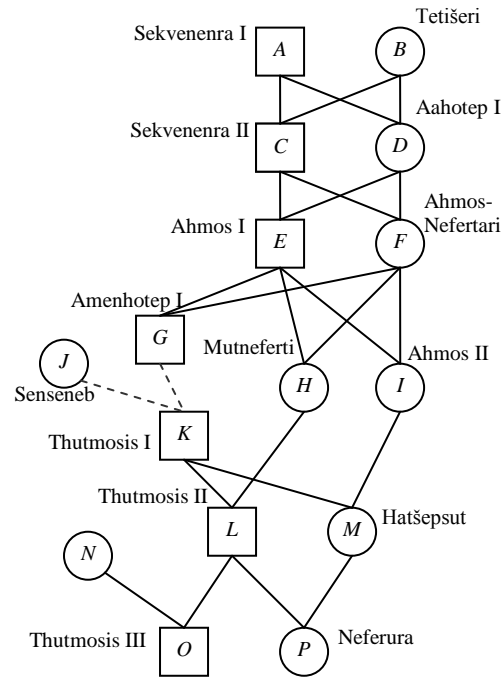 Sekvenenra I
A
B
Tetišeri
Aahotep I
Sekvenenra II
C
D
Ahmos-
Nefertari
Ahmos I
E
F
Amenhotep I
G
Mutneferti
Ahmos II
J
H
I
Senseneb
K
Thutmosis I
Thutmosis II
L
M
Hatšepsut
N
Thutmosis III
O
P
Neferura